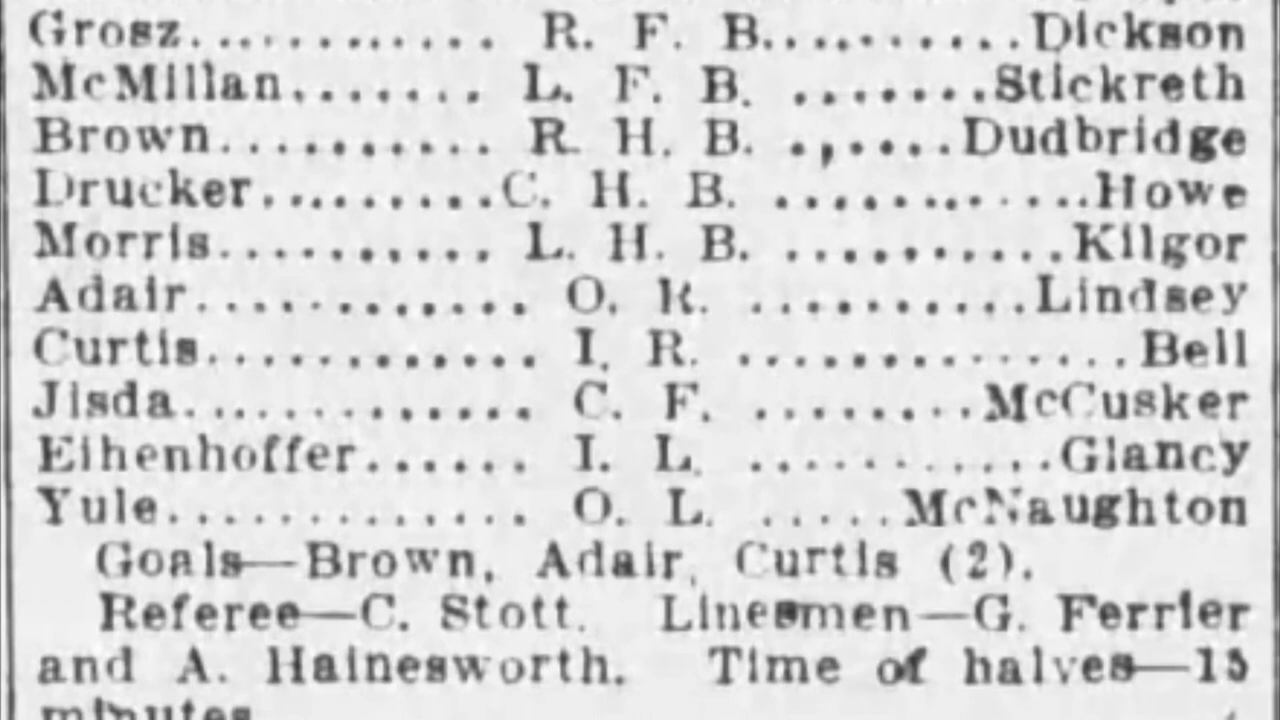 Grosz............ R. F. B...........Dickson
McMillan....... L. F. B. .......Stickreth
Brown........... R. H. B. .,....Dudbridge
Drucker.........C. H. B. ............Howe
Morris........... L. H. B. ..........Kilgor
Adair............. O. R. ..........Lindsey
Curtis............. I. R. ..............Bell
Jisda.............. C. F. .........McCusker
Eihenhoffer...... I. L. ...........Glancy
Yule.............. O. L. .....McNaughton
Goals—Brown, Adair, Curtis (2).
Referee—C. Stott. Linesmen—G. Ferrier
and A. Hainesworth. Time of halves—15
minutes